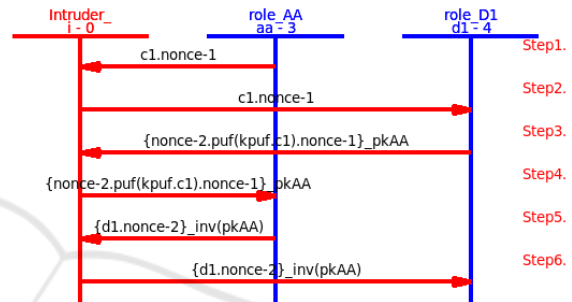 Intruder_ role_AA role_D1
i - 0 aa - 3 d1 - 4
Step1.
c1.nonce-1
Step2.
c1.nonce-1
Step3.
{nonce-2.puf(kpuf.c1).nonce-1}_pkAA
Step4.
{nonce-2.puf(kpuf.c1).nonce-1}_pkAA
Step5.
{d1.nonce-2}_inv(pkAA)
Step6.
{d1.nonce-2}_inv(pkAA)